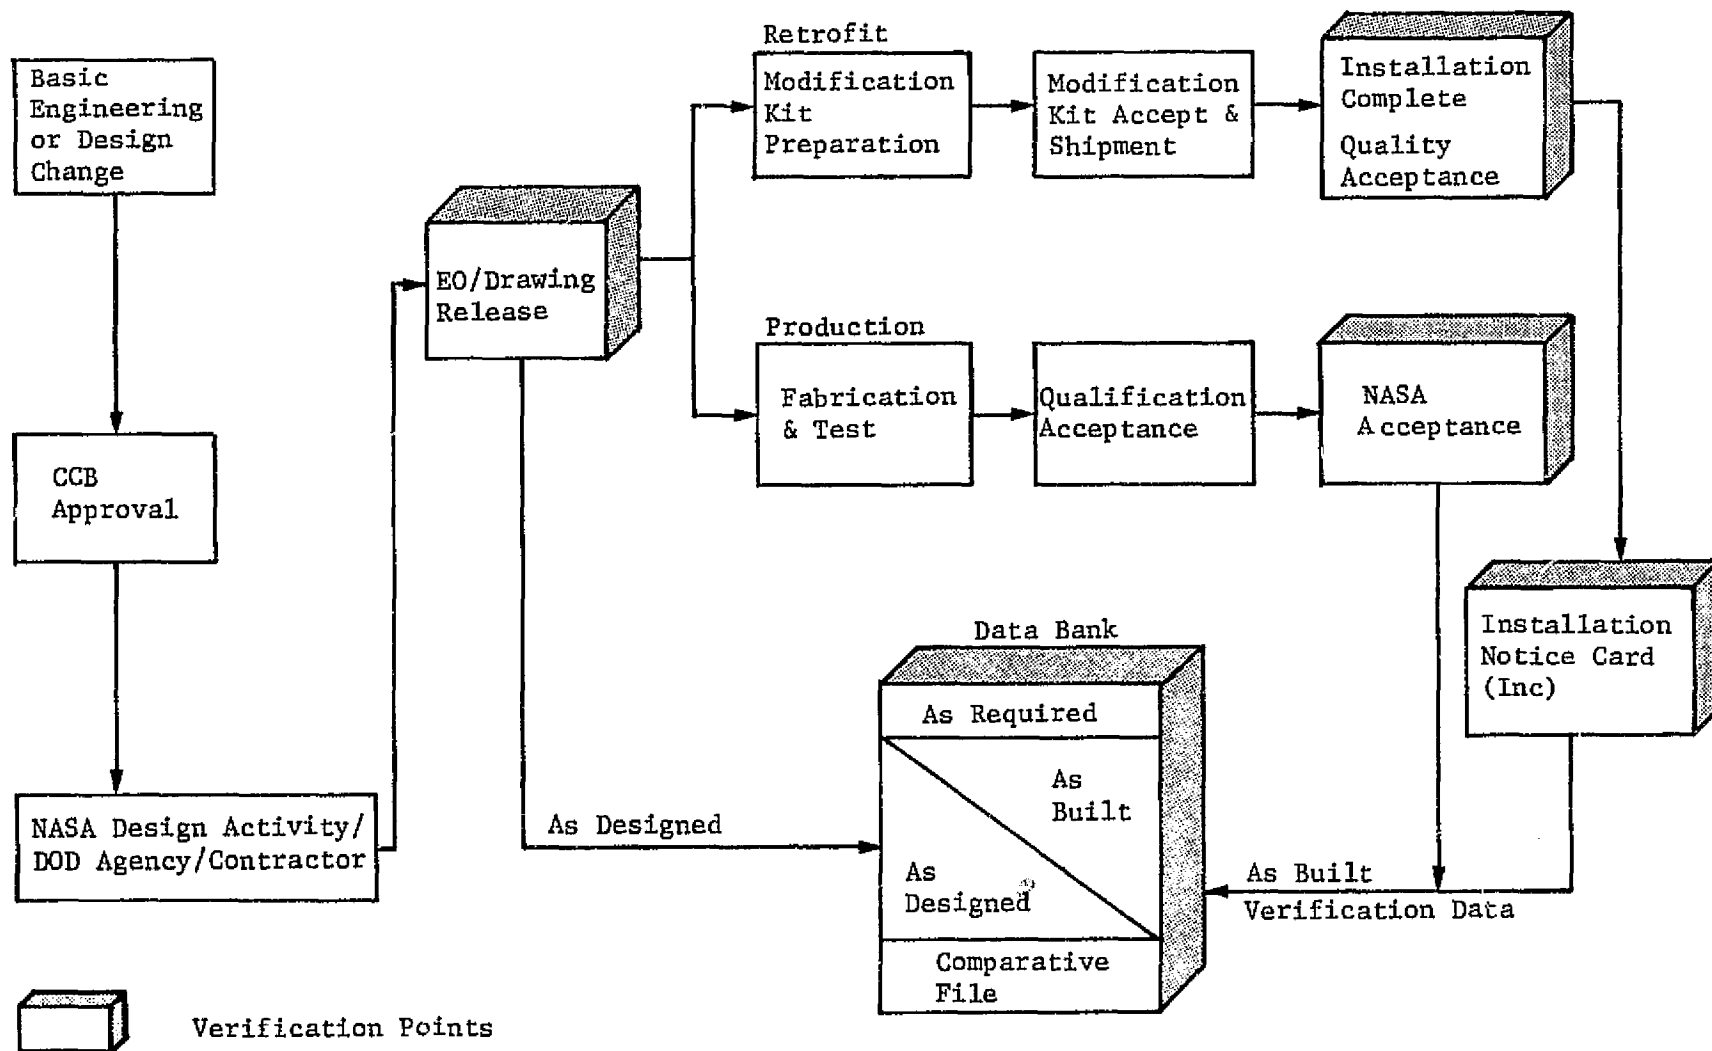 Basic
Engineering
or Design
Change
CCB
Approval
NASA Design Activity/
DOD Agency/Contractor
EO/Drawing
Release
Retrofit
Modification
Kit
Preparation
Modification
Kit Accept &
Shipment
Installation
Complete
Quality
Acceptance
Production
Fabrication
& Test
Qualification
Acceptance
NASA
Acceptance
Installation
Notice Card
(Inc)
Data Bank
As Required
As
Built
As
Designed
Comparative
File
As Designed
As Built
Verification Data
Verification Points